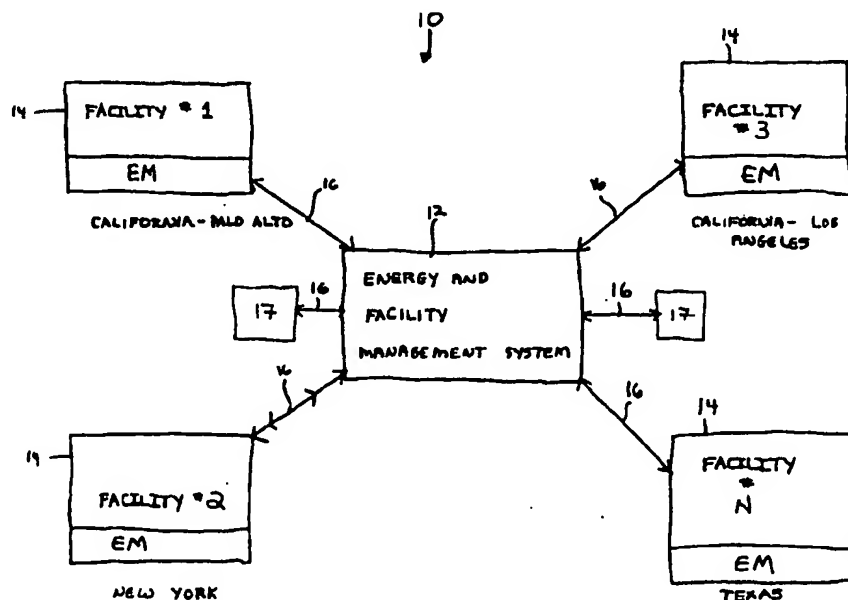 10
14
FACILITY #1
EM
CALIFORNIA - PALO ALTO
16
14
FACILITY
#3
EM
CALIFORNIA - LOS
ANGELES
16
12
ENERGY AND
FACILITY
MANAGEMENT SYSTEM
17
16
16
17
16
14
FACILITY #2
EM
NEW YORK
16
14
FACILITY
#
N
EM
TEXAS